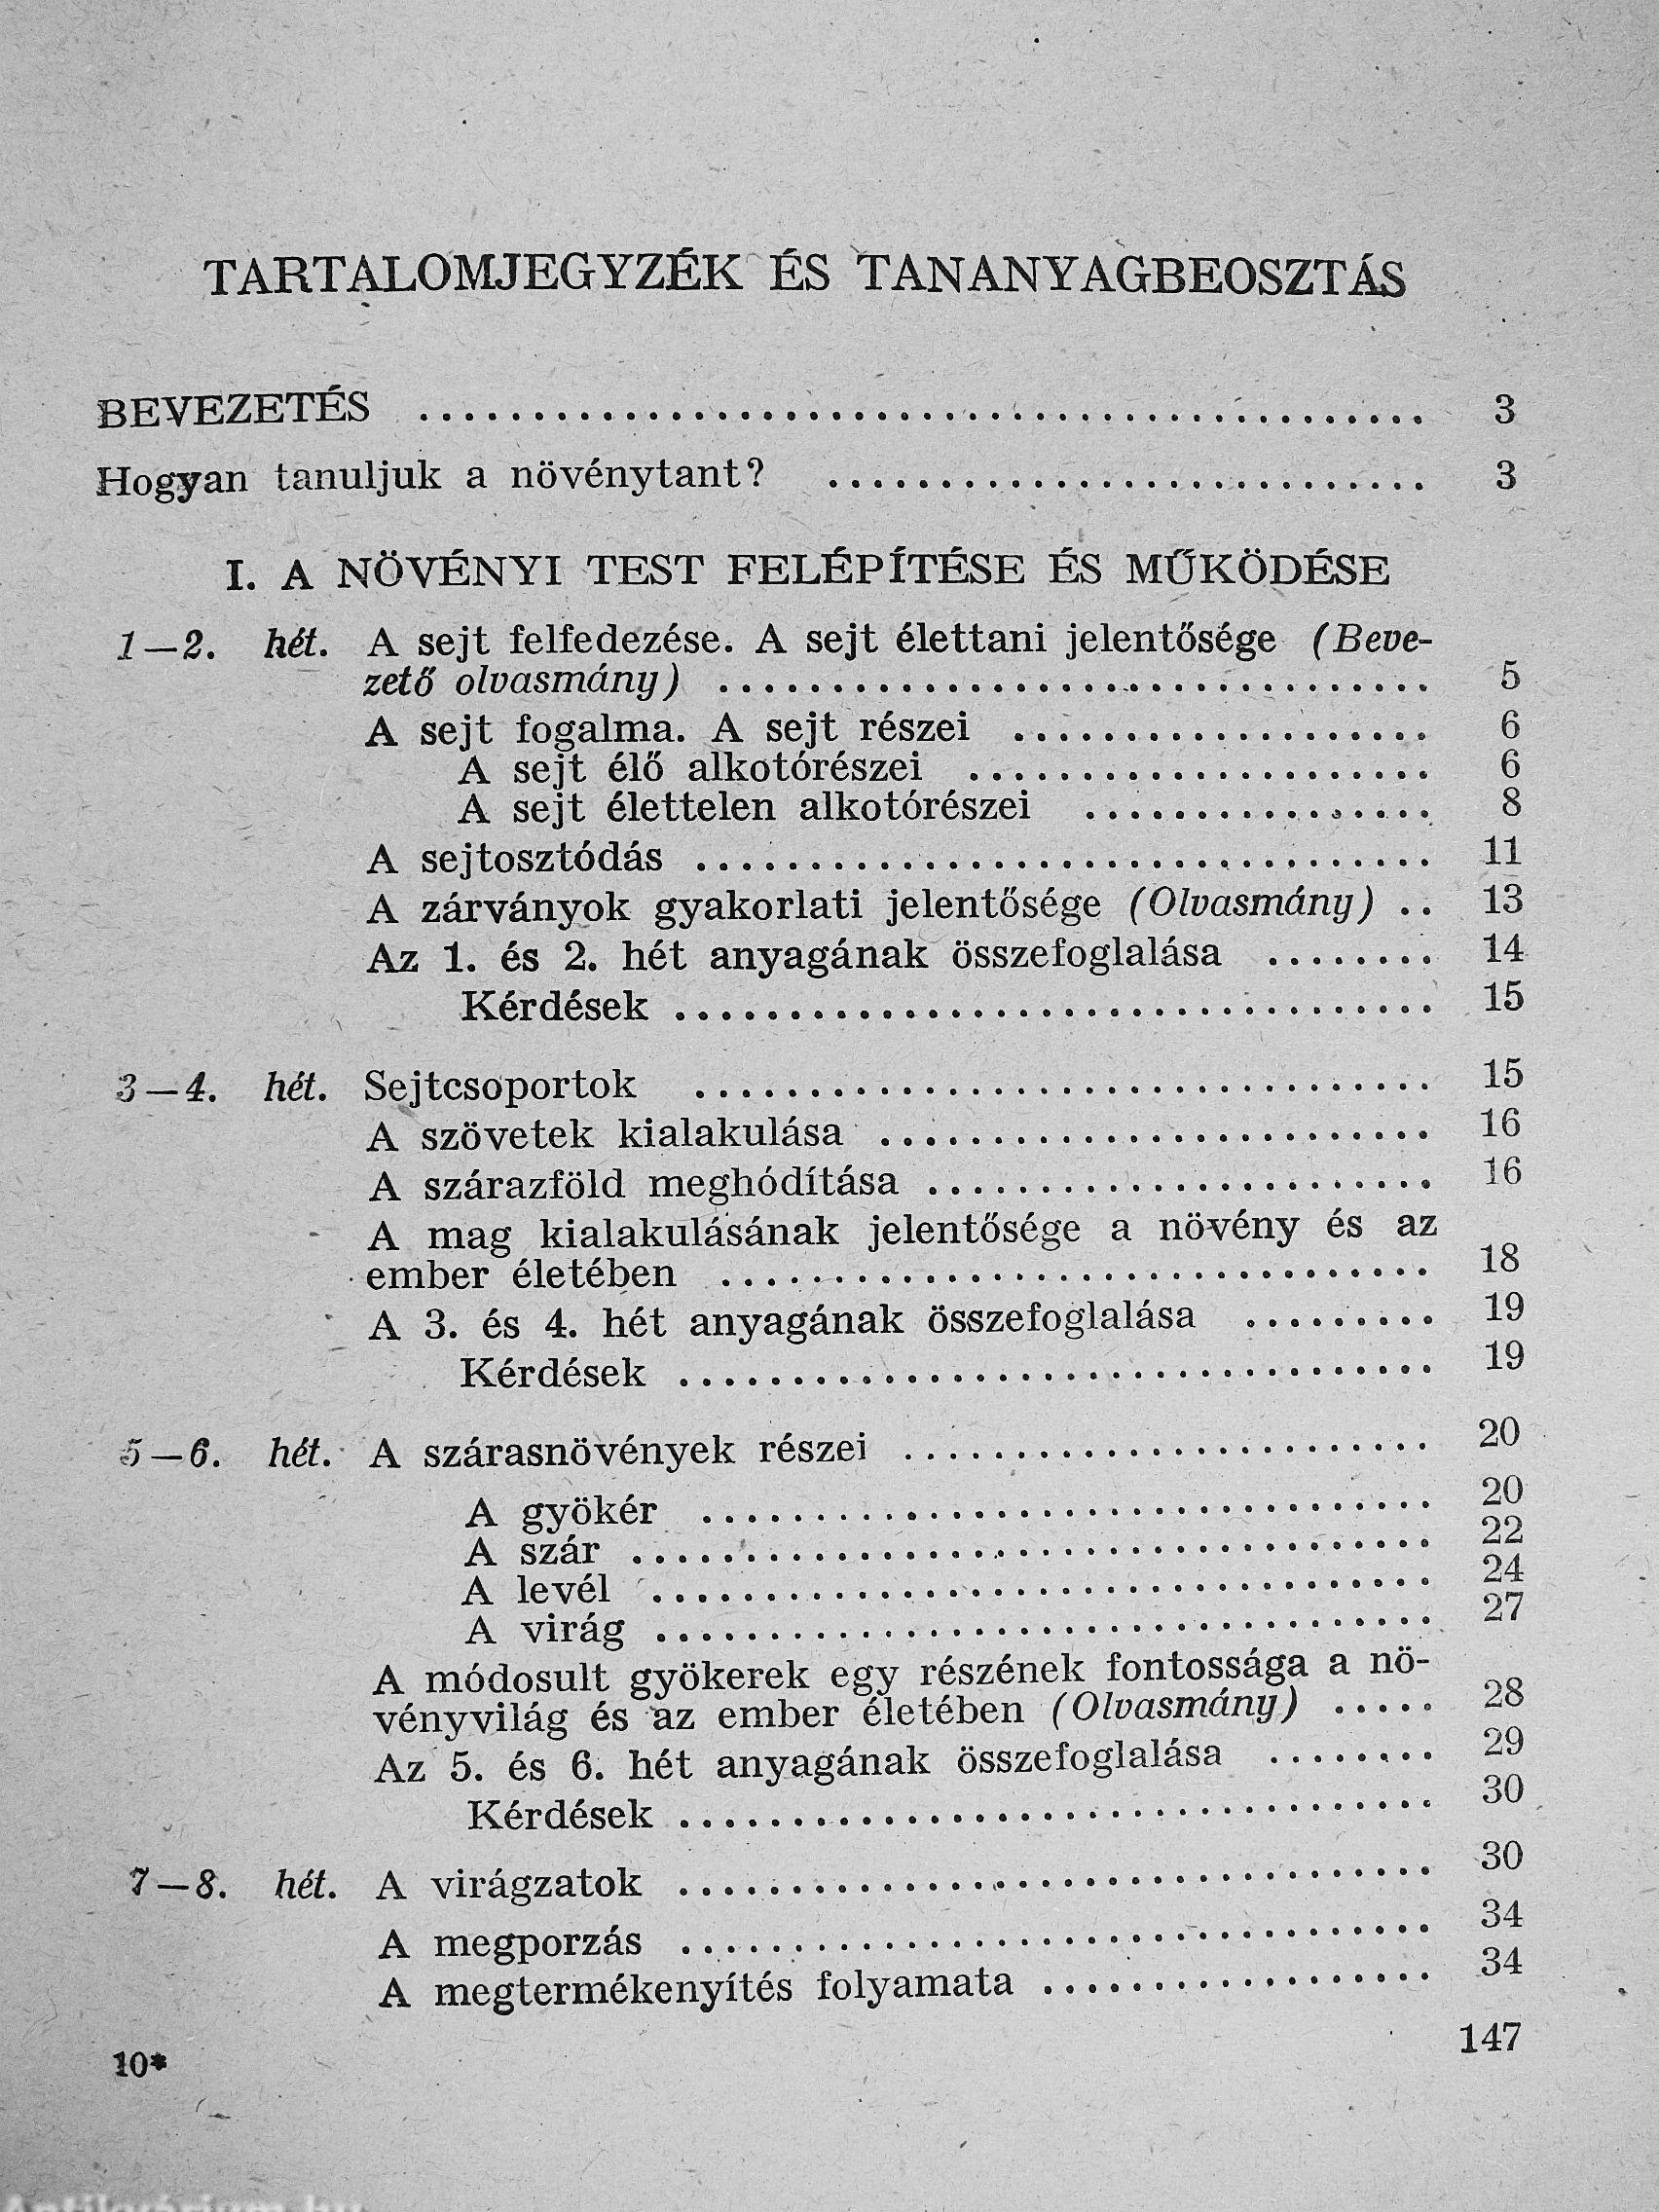 TARTALOMJEGYZÉK ÉS TANANYAGBEOSZTÁS
BEVEZETÉS ........................................ 3
Hogyan tanuljuk a növénytant? ........................... 3
I. A NÖVÉNYI TEST FELÉPÍTÉSE ÉS MŰKÖDÉSE
1—2. hét. A sejt felfedezése. A sejt élettani jelentősége (Beve-
zető olvasmány) ................................ 5
A sejt fogalma. A sejt részei ................... 6
A sejt élő alkotórészei ..................... 6
A sejt élettelen alkotórészei ................ 8
A sejtosztódás ................................. 11
A zárványok gyakorlati jelentősége (Olvasmány) .. 13
Az 1. és 2. hét anyagának összefoglalása ........ 14
Kérdések .................................. 15
3—4. hét. Sejtcsoportok ................................. 15
A szövetek kialakulása ......................... 16
A szárazföld meghódítása ....................... 16
A mag kialakulásának jelentősége a növény és az
ember életében ................................ 18
A 3. és 4. hét anyagának összefoglalása ......... 19
Kérdések .................................. 19
5—6. hét. A szárasnövények részei ........................ 20
A gyökér ................................. 20
A szár .................................... 22
A levél ................................... 24
A virág ................................... 27
A módosult gyökerek egy részének fontossága a nö-
vényvilág és az ember életében (Olvasmány) ..... 28
Az 5. és 6. hét anyagának összefoglalása ........ 29
Kérdések .................................. 30
7—8. hét. A virágzatok .................................. 30
A megporzás .................................. 34
A megtermékenyítés folyamata .................. 34
147
10*